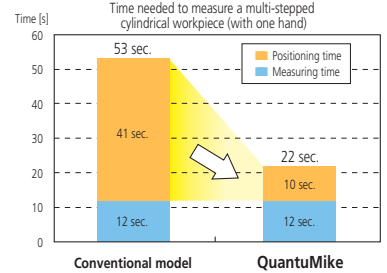 Time needed to measure a multi-stepped
cylindrical workpiece (with one hand)
Time [s]
60
50
40
30
20
10
0
53 sec.
41 sec.
12 sec.
Positioning time
Measuring time
22 sec.
10 sec.
12 sec.
Conventional model
QuantuMike